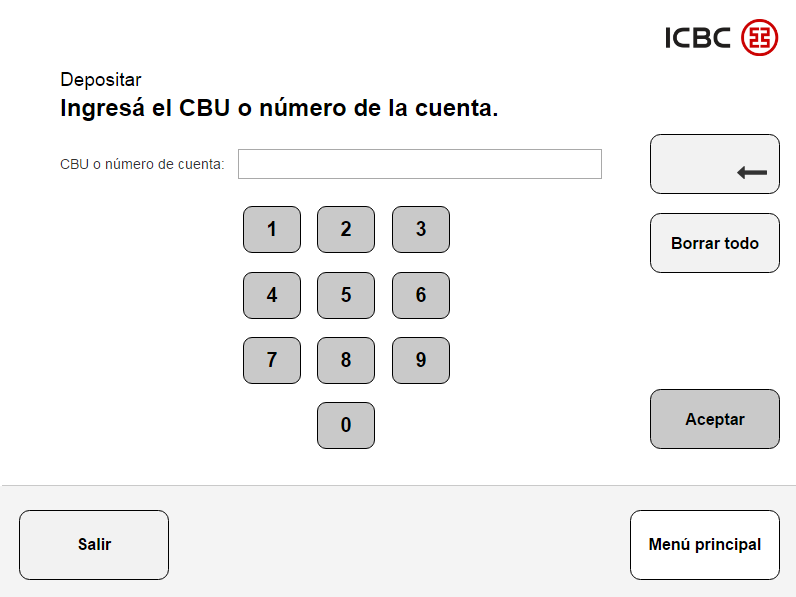 ICBC
Depositar
Ingresá el CBU o número de la cuenta.
CBU o número de cuenta:
1 2 3
Borrar todo
4 5 6
7 8 9
0
Aceptar
Salir
Menú principal